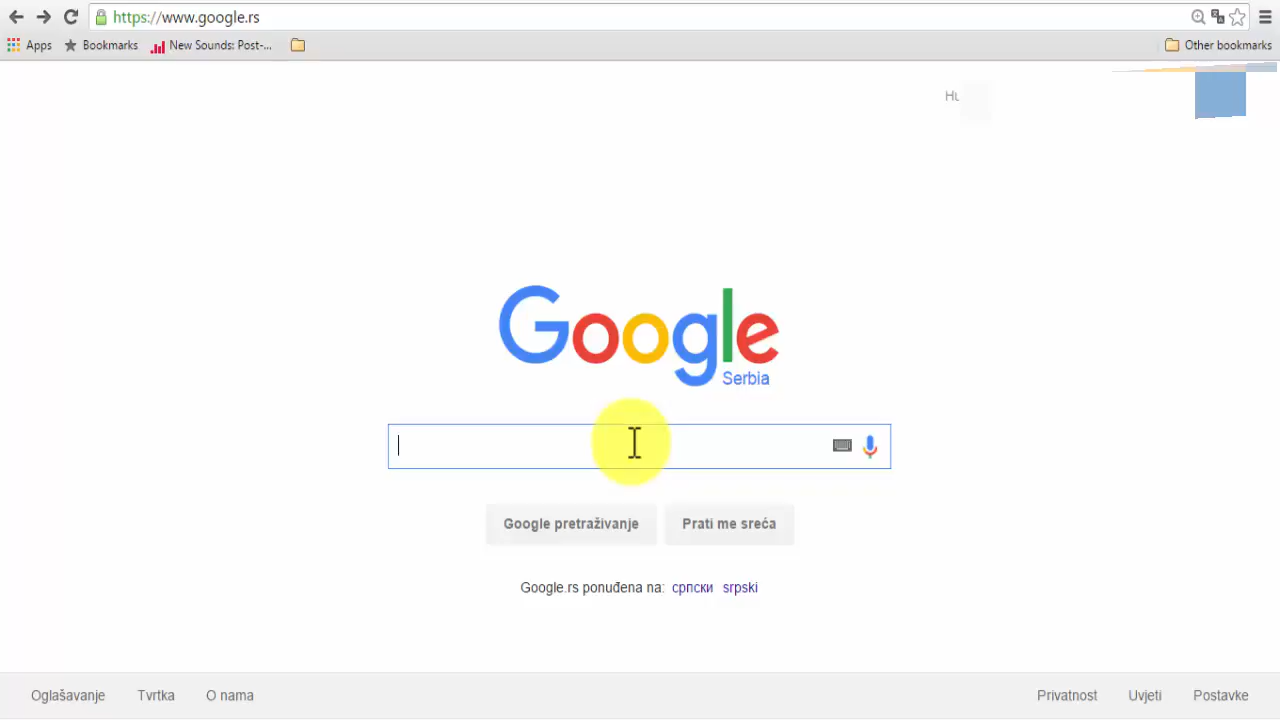 https://www.google.rs
Apps Bookmarks New Sounds: Post-... Other bookmarks
Google
Serbia
Google pretraživanje Prati me sreća
Google.rs ponuđena na: српски srpski
Oglašavanje Tvrtka O nama Privatnost Uvjeti Postavke